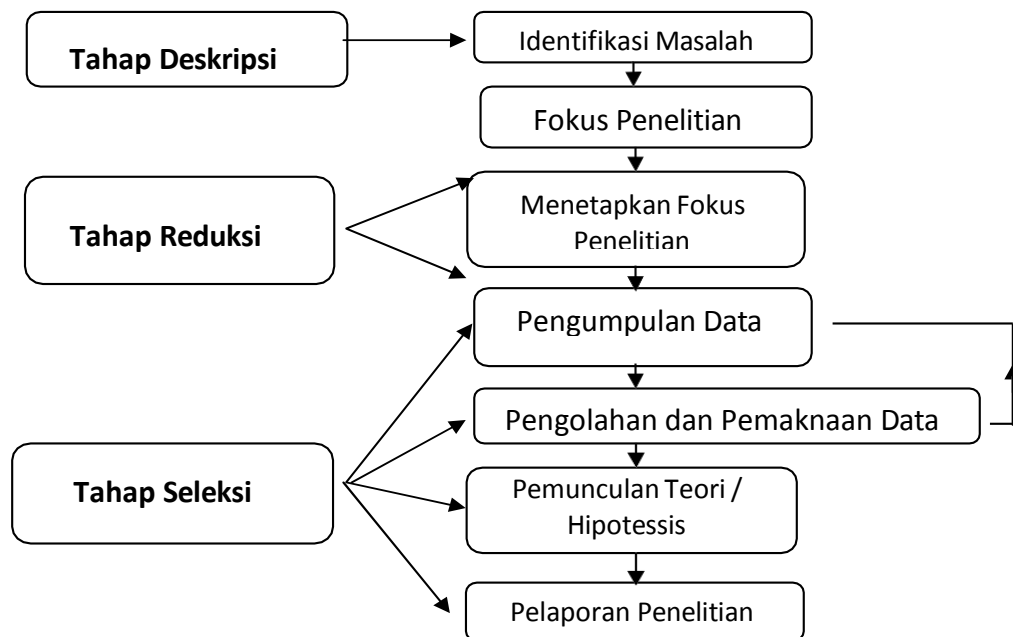 Tahap Deskripsi
Identifikasi Masalah
Fokus Penelitian
Tahap Reduksi
Menetapkan Fokus
Penelitian
Pengumpulan Data
Pengolahan dan Pemaknaan Data
Tahap Seleksi
Pemunculan Teori /
Hipotessis
Pelaporan Penelitian